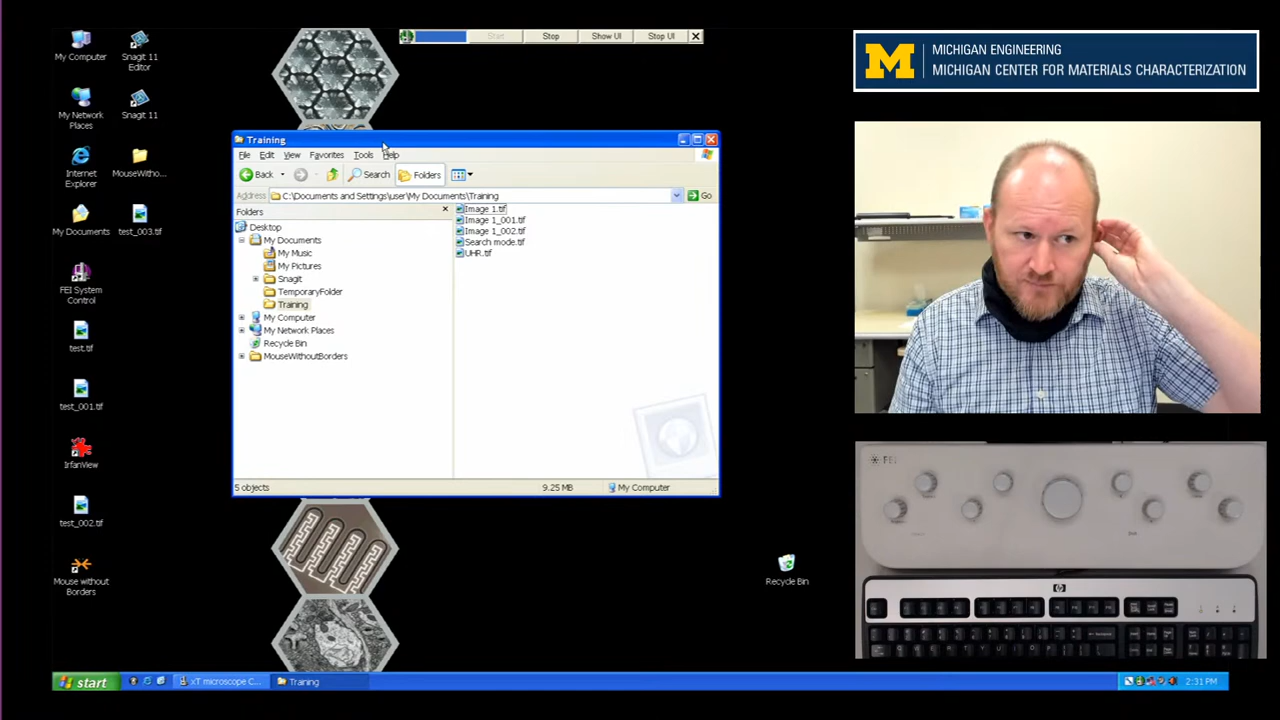 My Computer
Snagit 11
Editor
My Network
Places
Snagit 11
Internet
Explorer
MouseWitho...
My Documents
test_003.tif
FEI System
Control
test.tif
test_001.tif
IrfanView
test_002.tif
Mouse without
Borders
Start
Stop
Show UI
Stop UI
Training
File Edit View Favorites Tools Help
Back Search Folders
Address C:\Documents and Settings\user\My Documents\Training Go
Folders
Desktop
My Documents
My Music
My Pictures
Snagit
TemporaryFolder
Training
My Computer
My Network Places
Recycle Bin
MouseWithoutBorders
Image 1.tif
Image 1_001.tif
Image 1_002.tif
Search mode.tif
UHR.tif
5 objects 9.25 MB My Computer
Recycle Bin
start xT microscope C... Training 2:31 PM
M
MICHIGAN ENGINEERING
MICHIGAN CENTER FOR MATERIALS CHARACTERIZATION
hp